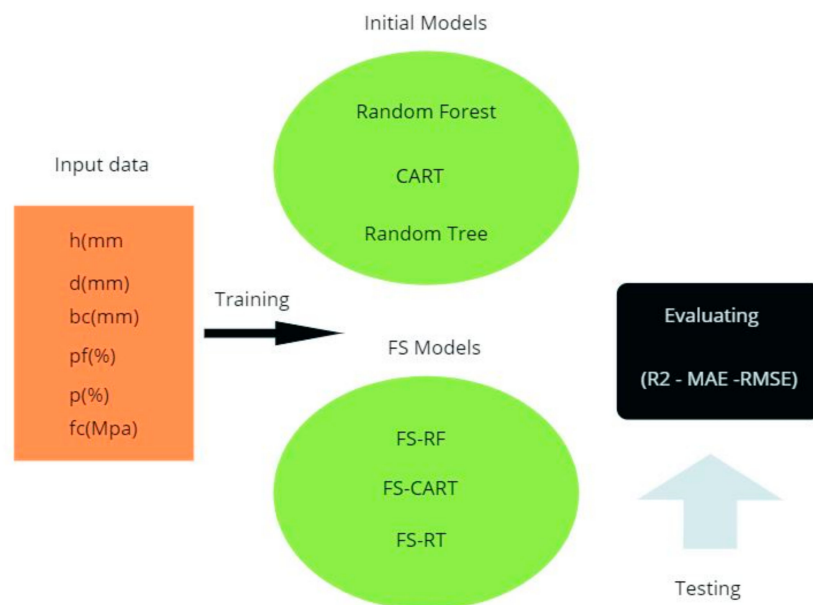 Initial Models
Random Forest
CART
Random Tree
Input data
h(mm
d(mm)
bc(mm)
pf(%)
p(%)
fc(Mpa)
Training
FS Models
FS-RF
FS-CART
FS-RT
Evaluating
(R2 - MAE -RMSE)
Testing